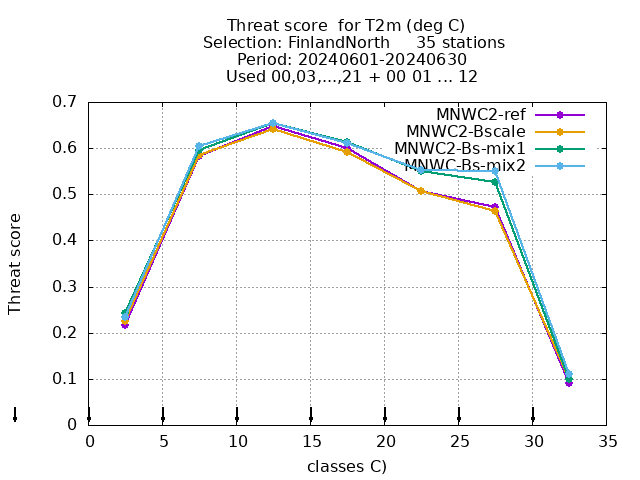 Threat score  for T2m (deg C)
Selection: FinlandNorth     35 stations
Period: 20240601-20240630
Used 00,03,...,21 + 00 01 ... 12
MNWC2-ref
MNWC2-Bscale
MNWC2-Bs-mix1
MNWC-Bs-mix2
0.7
0.6
0.5
0.4
0.3
0.2
0.1
0
Threat score
0 5 10 15 20 25 30 35
classes C)